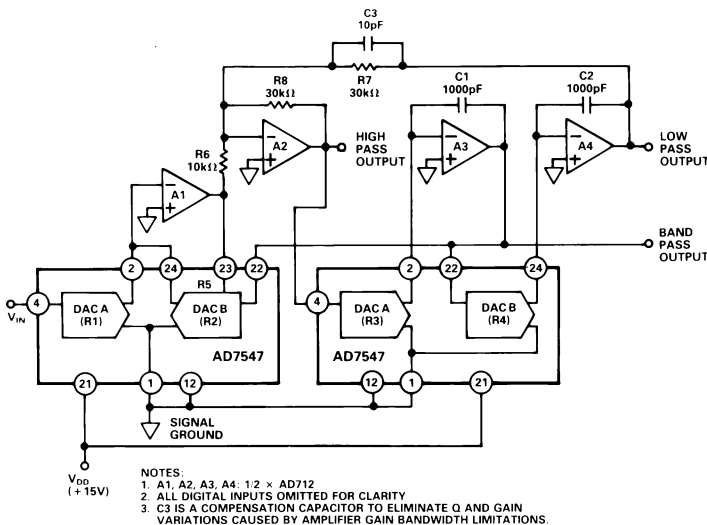 C3
10pF
R8
30kΩ
R7
30kΩ
C1
1000pF
C2
1000pF
R6
10kΩ
−
+
A2
HIGH
PASS
OUTPUT
−
+
A3
−
+
A4
LOW
PASS
OUTPUT
−
+
A1
BAND
PASS
OUTPUT
2
24
23
22
2
22
24
R5
4
VIN
DAC A
(R1)
DAC B
(R2)
4
DAC A
(R3)
DAC B
(R4)
AD7547
AD7547
21
1
12
12
1
21
SIGNAL
GROUND
VDD
(+15V)
NOTES:
1. A1, A2, A3, A4: 1/2 × AD712
2. ALL DIGITAL INPUTS OMITTED FOR CLARITY
3. C3 IS A COMPENSATION CAPACITOR TO ELIMINATE Q AND GAIN
VARIATIONS CAUSED BY AMPLIFIER GAIN BANDWIDTH LIMITATIONS.